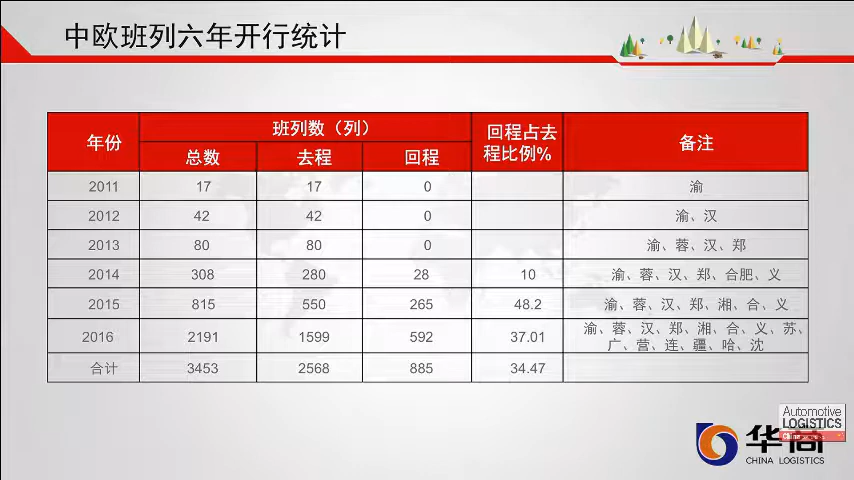 中欧班列六年开行统计
年份 班列数（列） 回程占去程比例% 备注
总数 去程 回程
2011 17 17 0 渝
2012 42 42 0 渝、汉
2013 80 80 0 渝、蓉、汉、郑
2014 308 280 28 10 渝、蓉、汉、郑、合肥、义
2015 815 550 265 48.2 渝、蓉、汉、郑、湘、合、义
2016 2191 1599 592 37.01 渝、蓉、汉、郑、湘、合、义、苏、
广、营、连、疆、哈、沈
合计 3453 2568 885 34.47
Automotive
LOGISTICS
China
华商
CHINA LOGISTICS